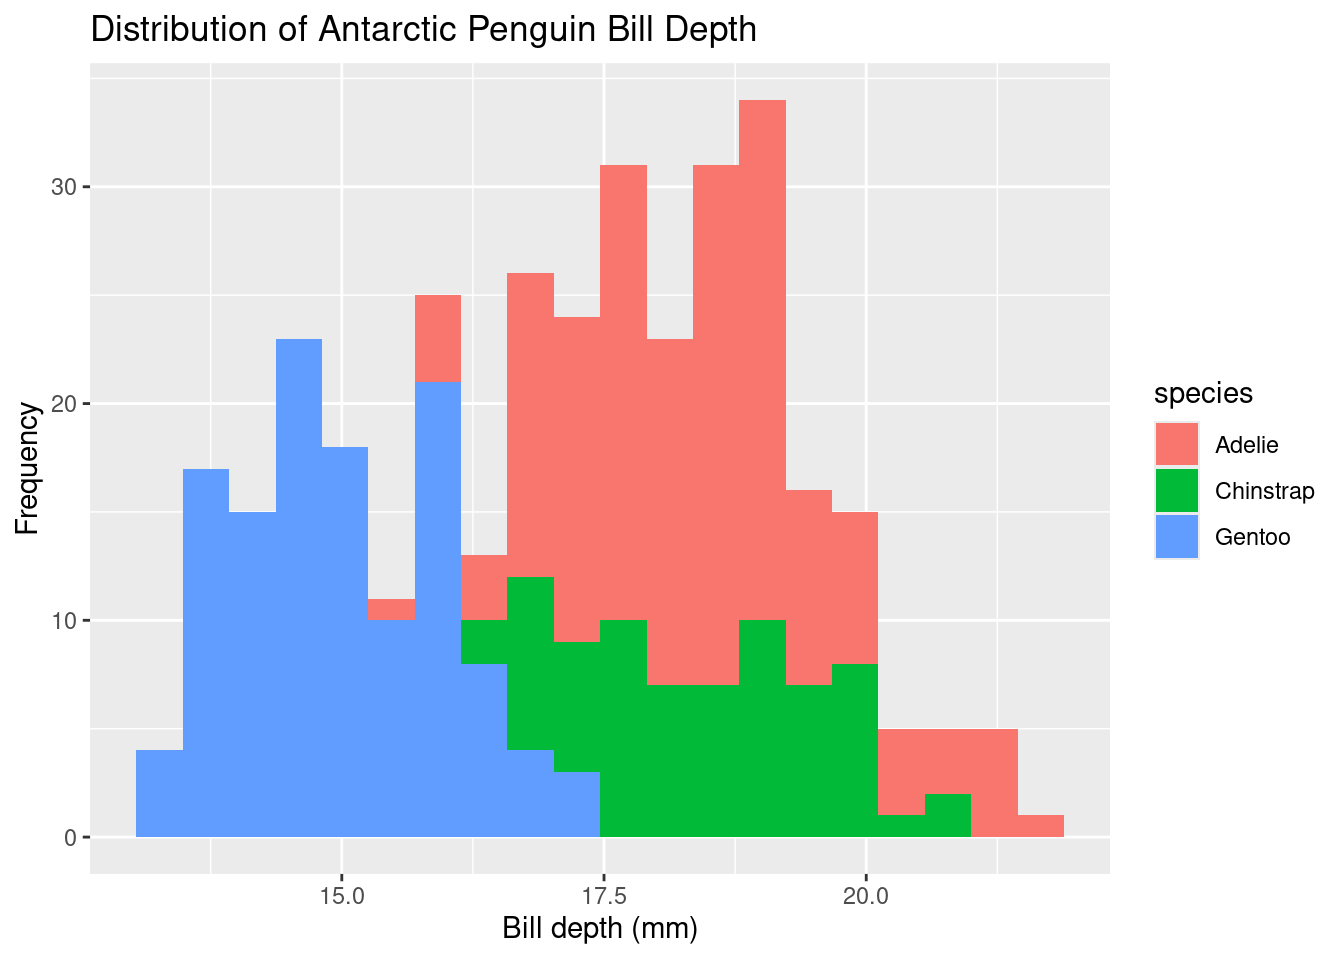 Distribution of Antarctic Penguin Bill Depth
Frequency
30
20
10
0
15.0
17.5
20.0
Bill depth (mm)
species
Adelie
Chinstrap
Gentoo